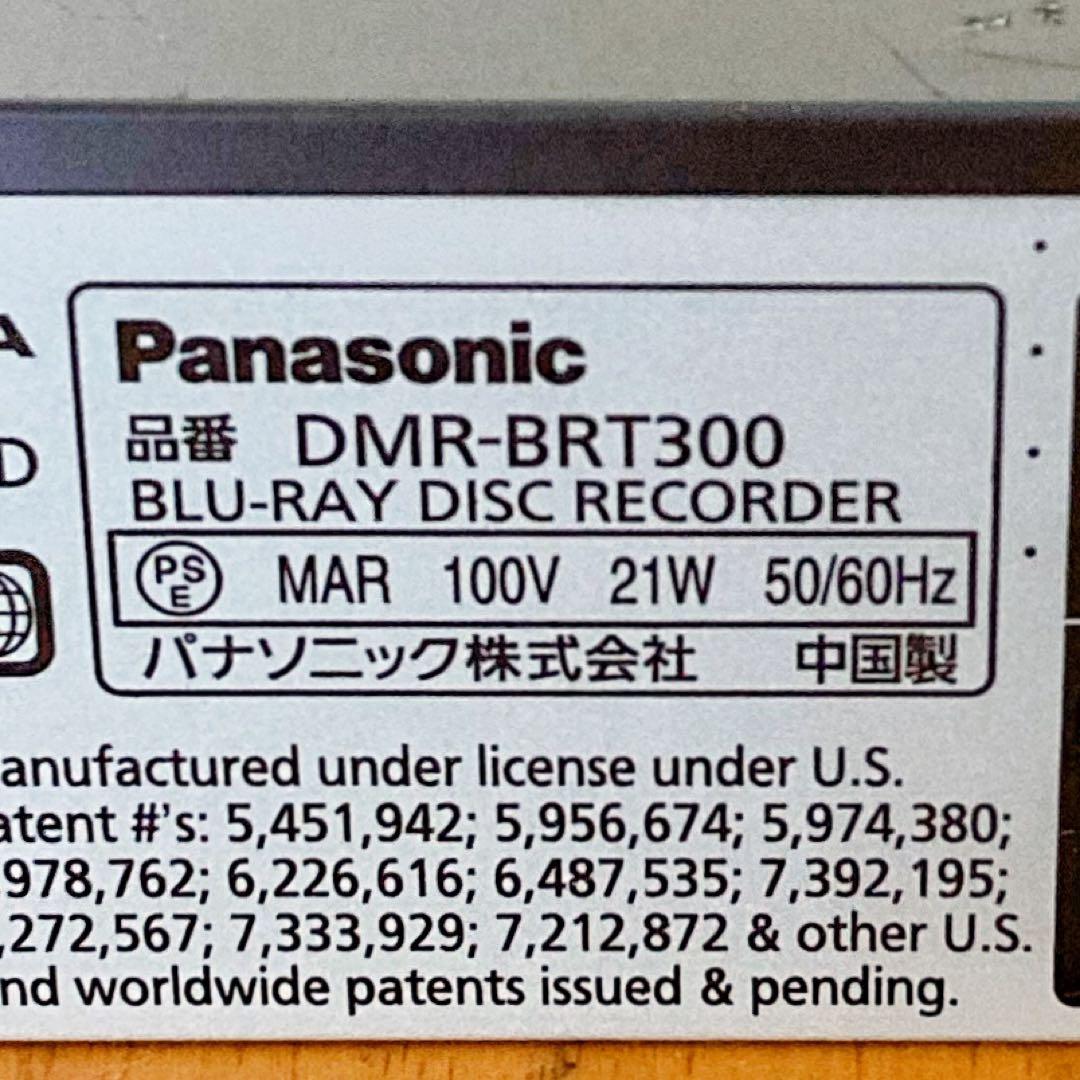 Panasonic
品番 DMR-BRT300
BLU-RAY DISC RECORDER
PSE MAR 100V 21W 50/60Hz
パナソニック株式会社 中国製
A
D
anufactured under license under U.S.
atent #'s: 5,451,942; 5,956,674; 5,974,380;
,978,762; 6,226,616; 6,487,535; 7,392,195;
,272,567; 7,333,929; 7,212,872 & other U.S.
nd worldwide patents issued & pending.